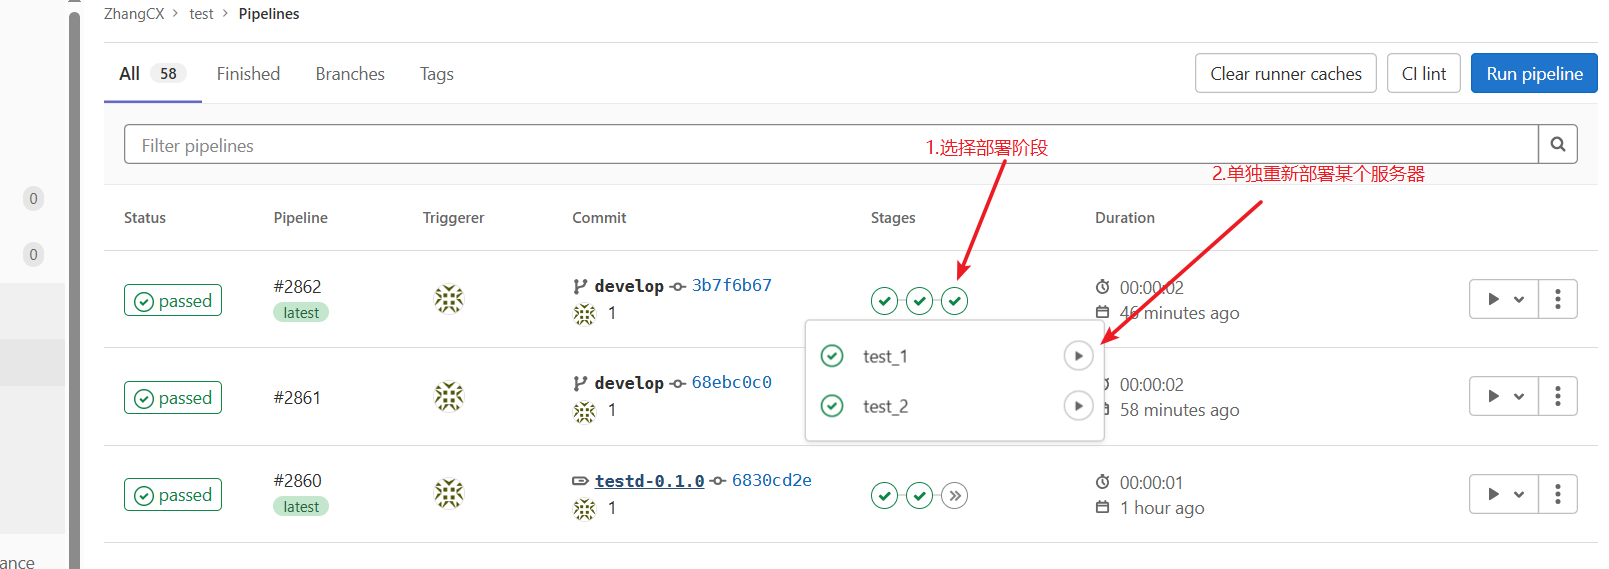 ZhangCX > test > Pipelines
All 58 Finished Branches Tags Clear runner caches CI lint Run pipeline
Filter pipelines
1.选择部署阶段
2.单独重新部署某个服务器
0
0
Status Pipeline Triggerer Commit Stages Duration
passed #2862 latest develop 3b7f6b67 1 00:00:02
46 minutes ago
test_1
test_2
passed #2861 develop 68ebc0c0 1 00:00:02
58 minutes ago
passed #2860 latest testd-0.1.0 6830cd2e 1 00:00:01
1 hour ago
ance